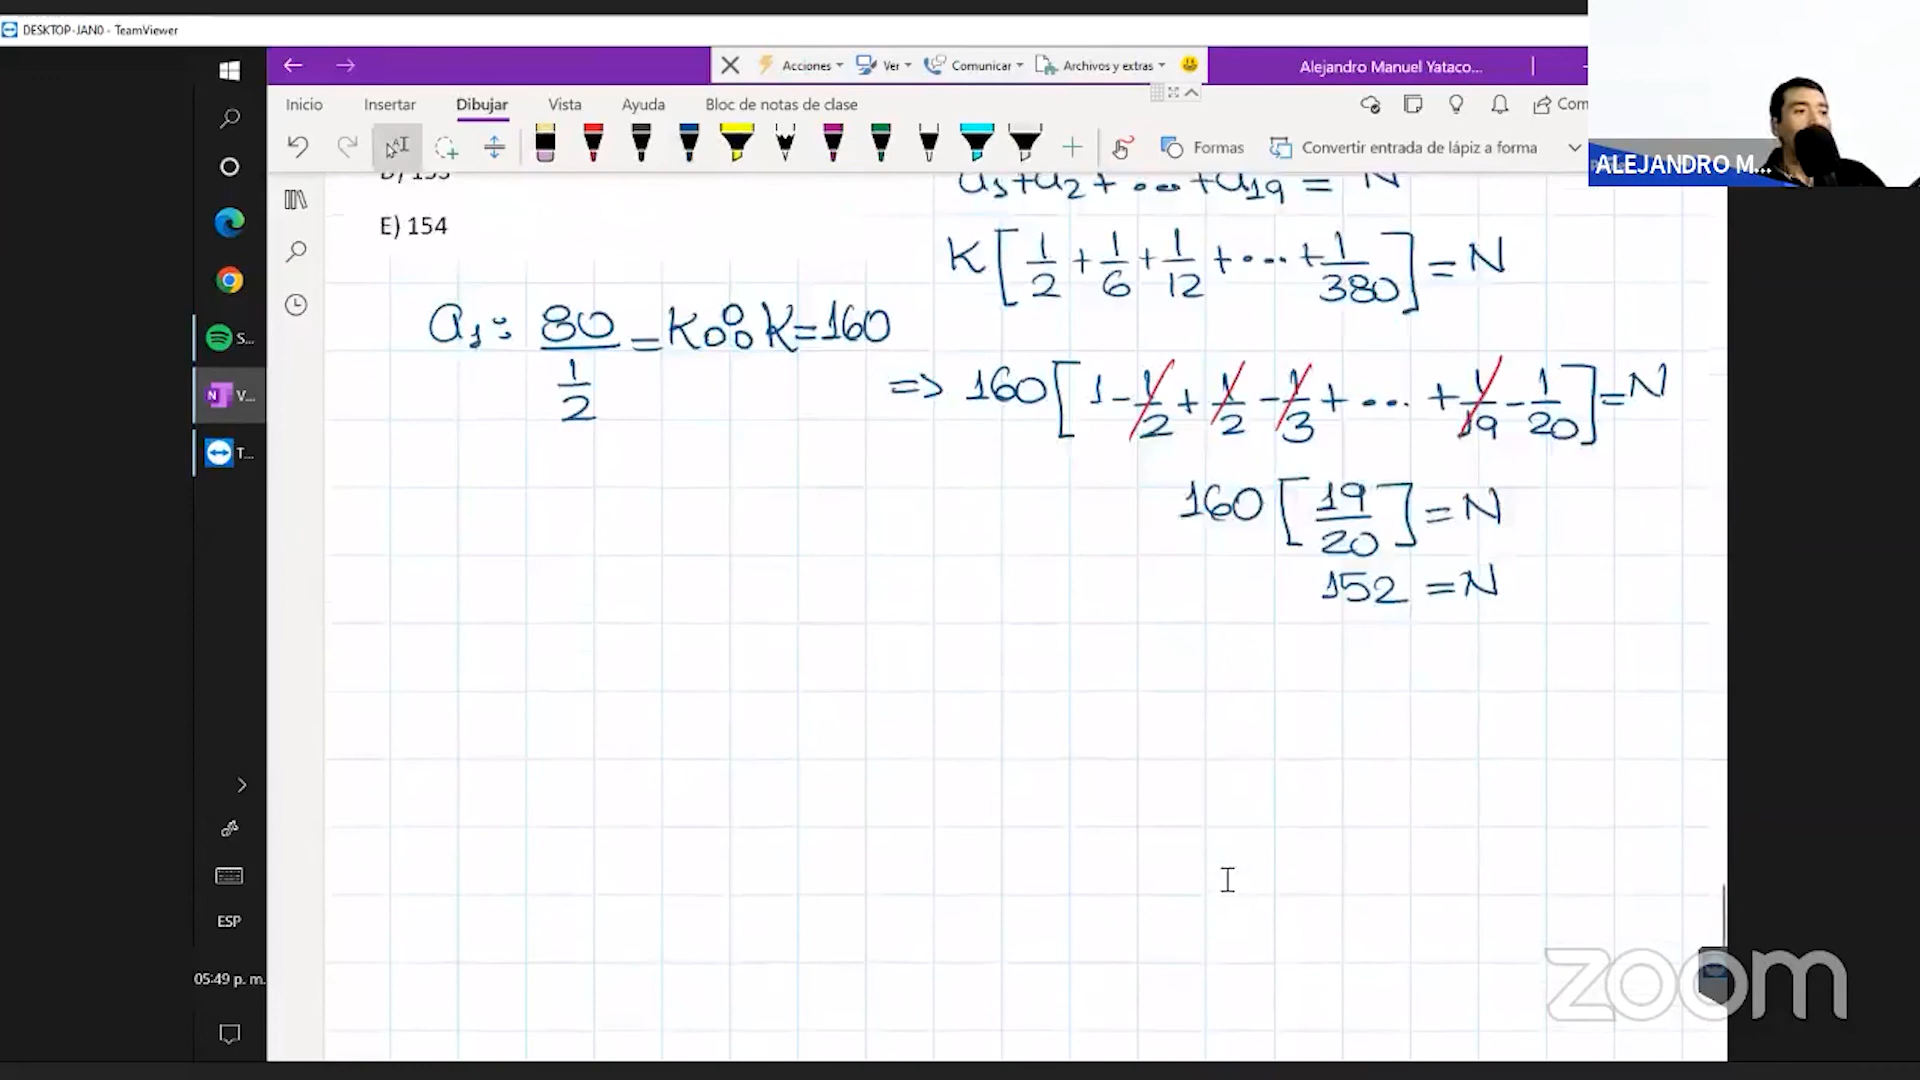 DESKTOP-JAN0 - TeamViewer
Acciones
Ver
Comunicar
Archivos y extras
Alejandro Manuel Yataco...
Inicio
Insertar
Dibujar
Vista
Ayuda
Bloc de notas de clase
Com
Formas
Convertir entrada de lápiz a forma
ALEJANDRO M...
D) 153
a₁+a₂+...+a₁₉ = N
E) 154
K[1/2 + 1/6 + 1/12 + ... + 1/380] = N
a₁: 80/(1/2) = K ∴ K=160
=> 160[1 - 1/2 + 1/2 - 1/3 + ... + 1/19 - 1/20] = N
160[19/20] = N
152 = N
S...
V...
T...
ESP
05:49 p. m.
zoom